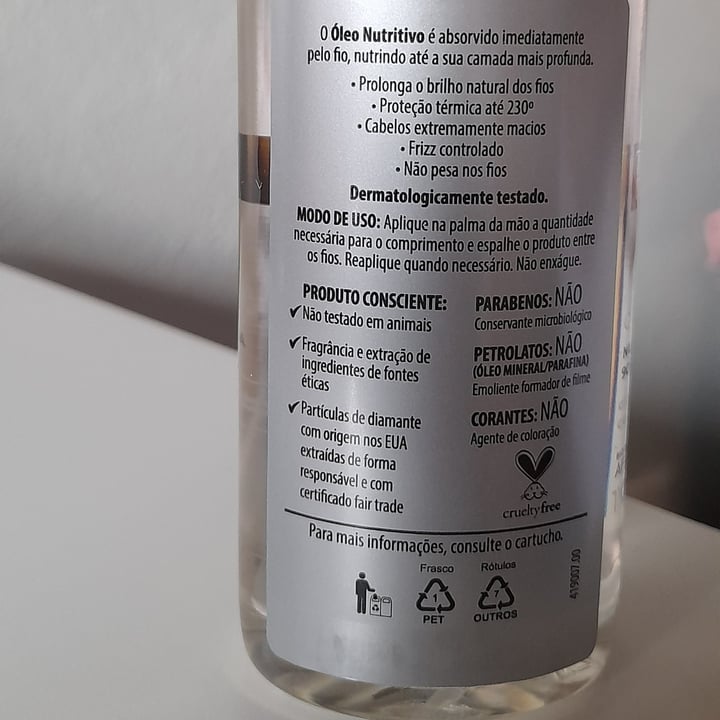 O Óleo Nutritivo é absorvido imediatamente
pelo fio, nutrindo até a sua camada mais profunda.
• Prolonga o brilho natural dos fios
• Proteção térmica até 230º
• Cabelos extremamente macios
• Frizz controlado
• Não pesa nos fios
Dermatologicamente testado.
MODO DE USO: Aplique na palma da mão a quantidade
necessária para o comprimento e espalhe o produto entre
os fios. Reaplique quando necessário. Não enxágue.
PRODUTO CONSCIENTE:
✓Não testado em animais
✓Fragrância e extração de
ingredientes de fontes
éticas
✓Partículas de diamante
com origem nos EUA
extraídas de forma
responsável e com
certificado fair trade
PARABENOS: NÃO
Conservante microbiológico
PETROLATOS: NÃO
(ÓLEO MINERAL/PARAFINA)
Emoliente formador de filme
CORANTES: NÃO
Agente de coloração
crueltyfree
Para mais informações, consulte o cartucho.
Frasco
1
PET
Rótulos
7
OUTROS
419007.00